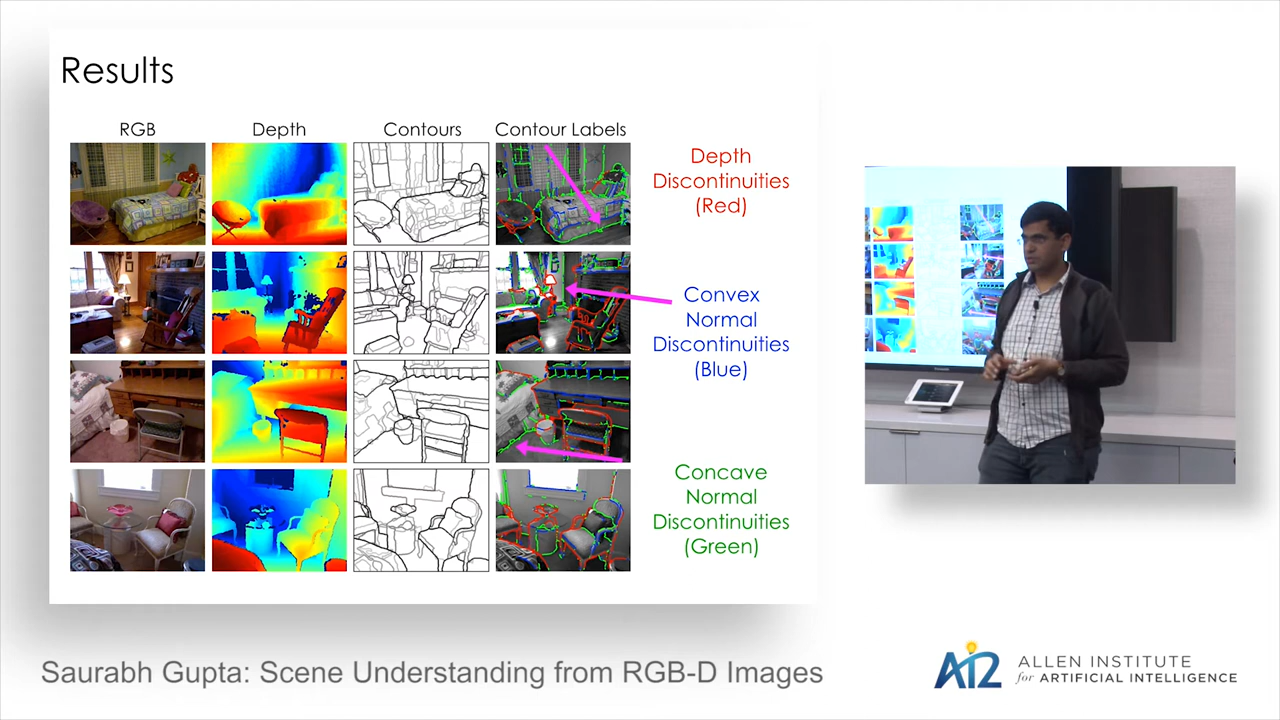 Results
RGB
Depth
Contours
Contour Labels
Depth
Discontinuities
(Red)
Convex
Normal
Discontinuities
(Blue)
Concave
Normal
Discontinuities
(Green)
Saurabh Gupta: Scene Understanding from RGB-D Images
AI2
ALLEN INSTITUTE
for ARTIFICIAL INTELLIGENCE